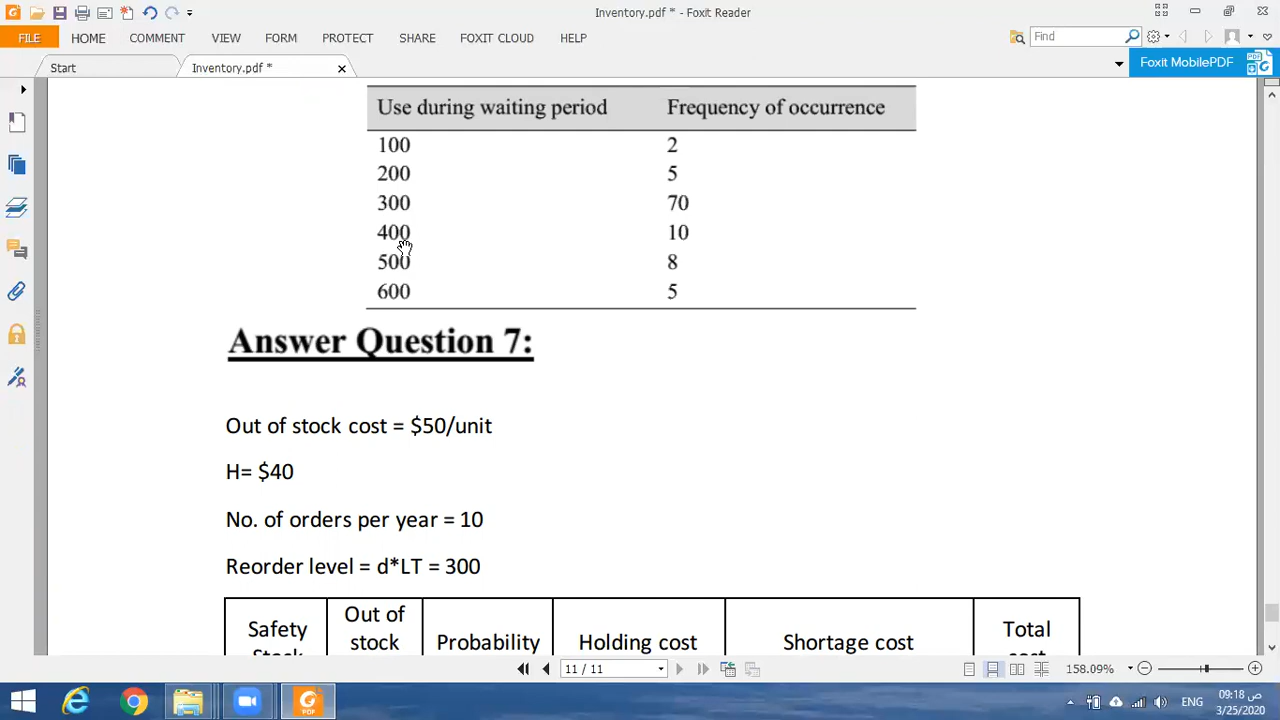 Inventory.pdf * - Foxit Reader
FILE HOME COMMENT VIEW FORM PROTECT SHARE FOXIT CLOUD HELP
Find
Start Inventory.pdf * Foxit MobilePDF
Use during waiting period Frequency of occurrence
100 2
200 5
300 70
400 10
500 8
600 5
Answer Question 7:
Out of stock cost = $50/unit
H= $40
No. of orders per year = 10
Reorder level = d*LT = 300
Out of
Safety stock Probability Holding cost Shortage cost Total
Stock cost
11 / 11 158.09%
PDF ENG 09:18 ص
3/25/2020